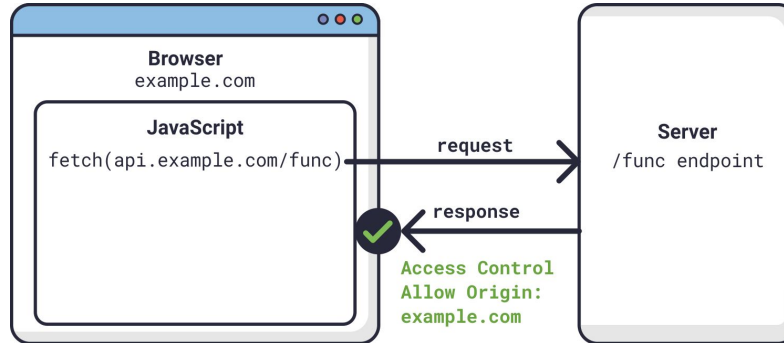 Browser
example.com
JavaScript
fetch(api.example.com/func)
request
Server
/func endpoint
response
Access Control
Allow Origin:
example.com